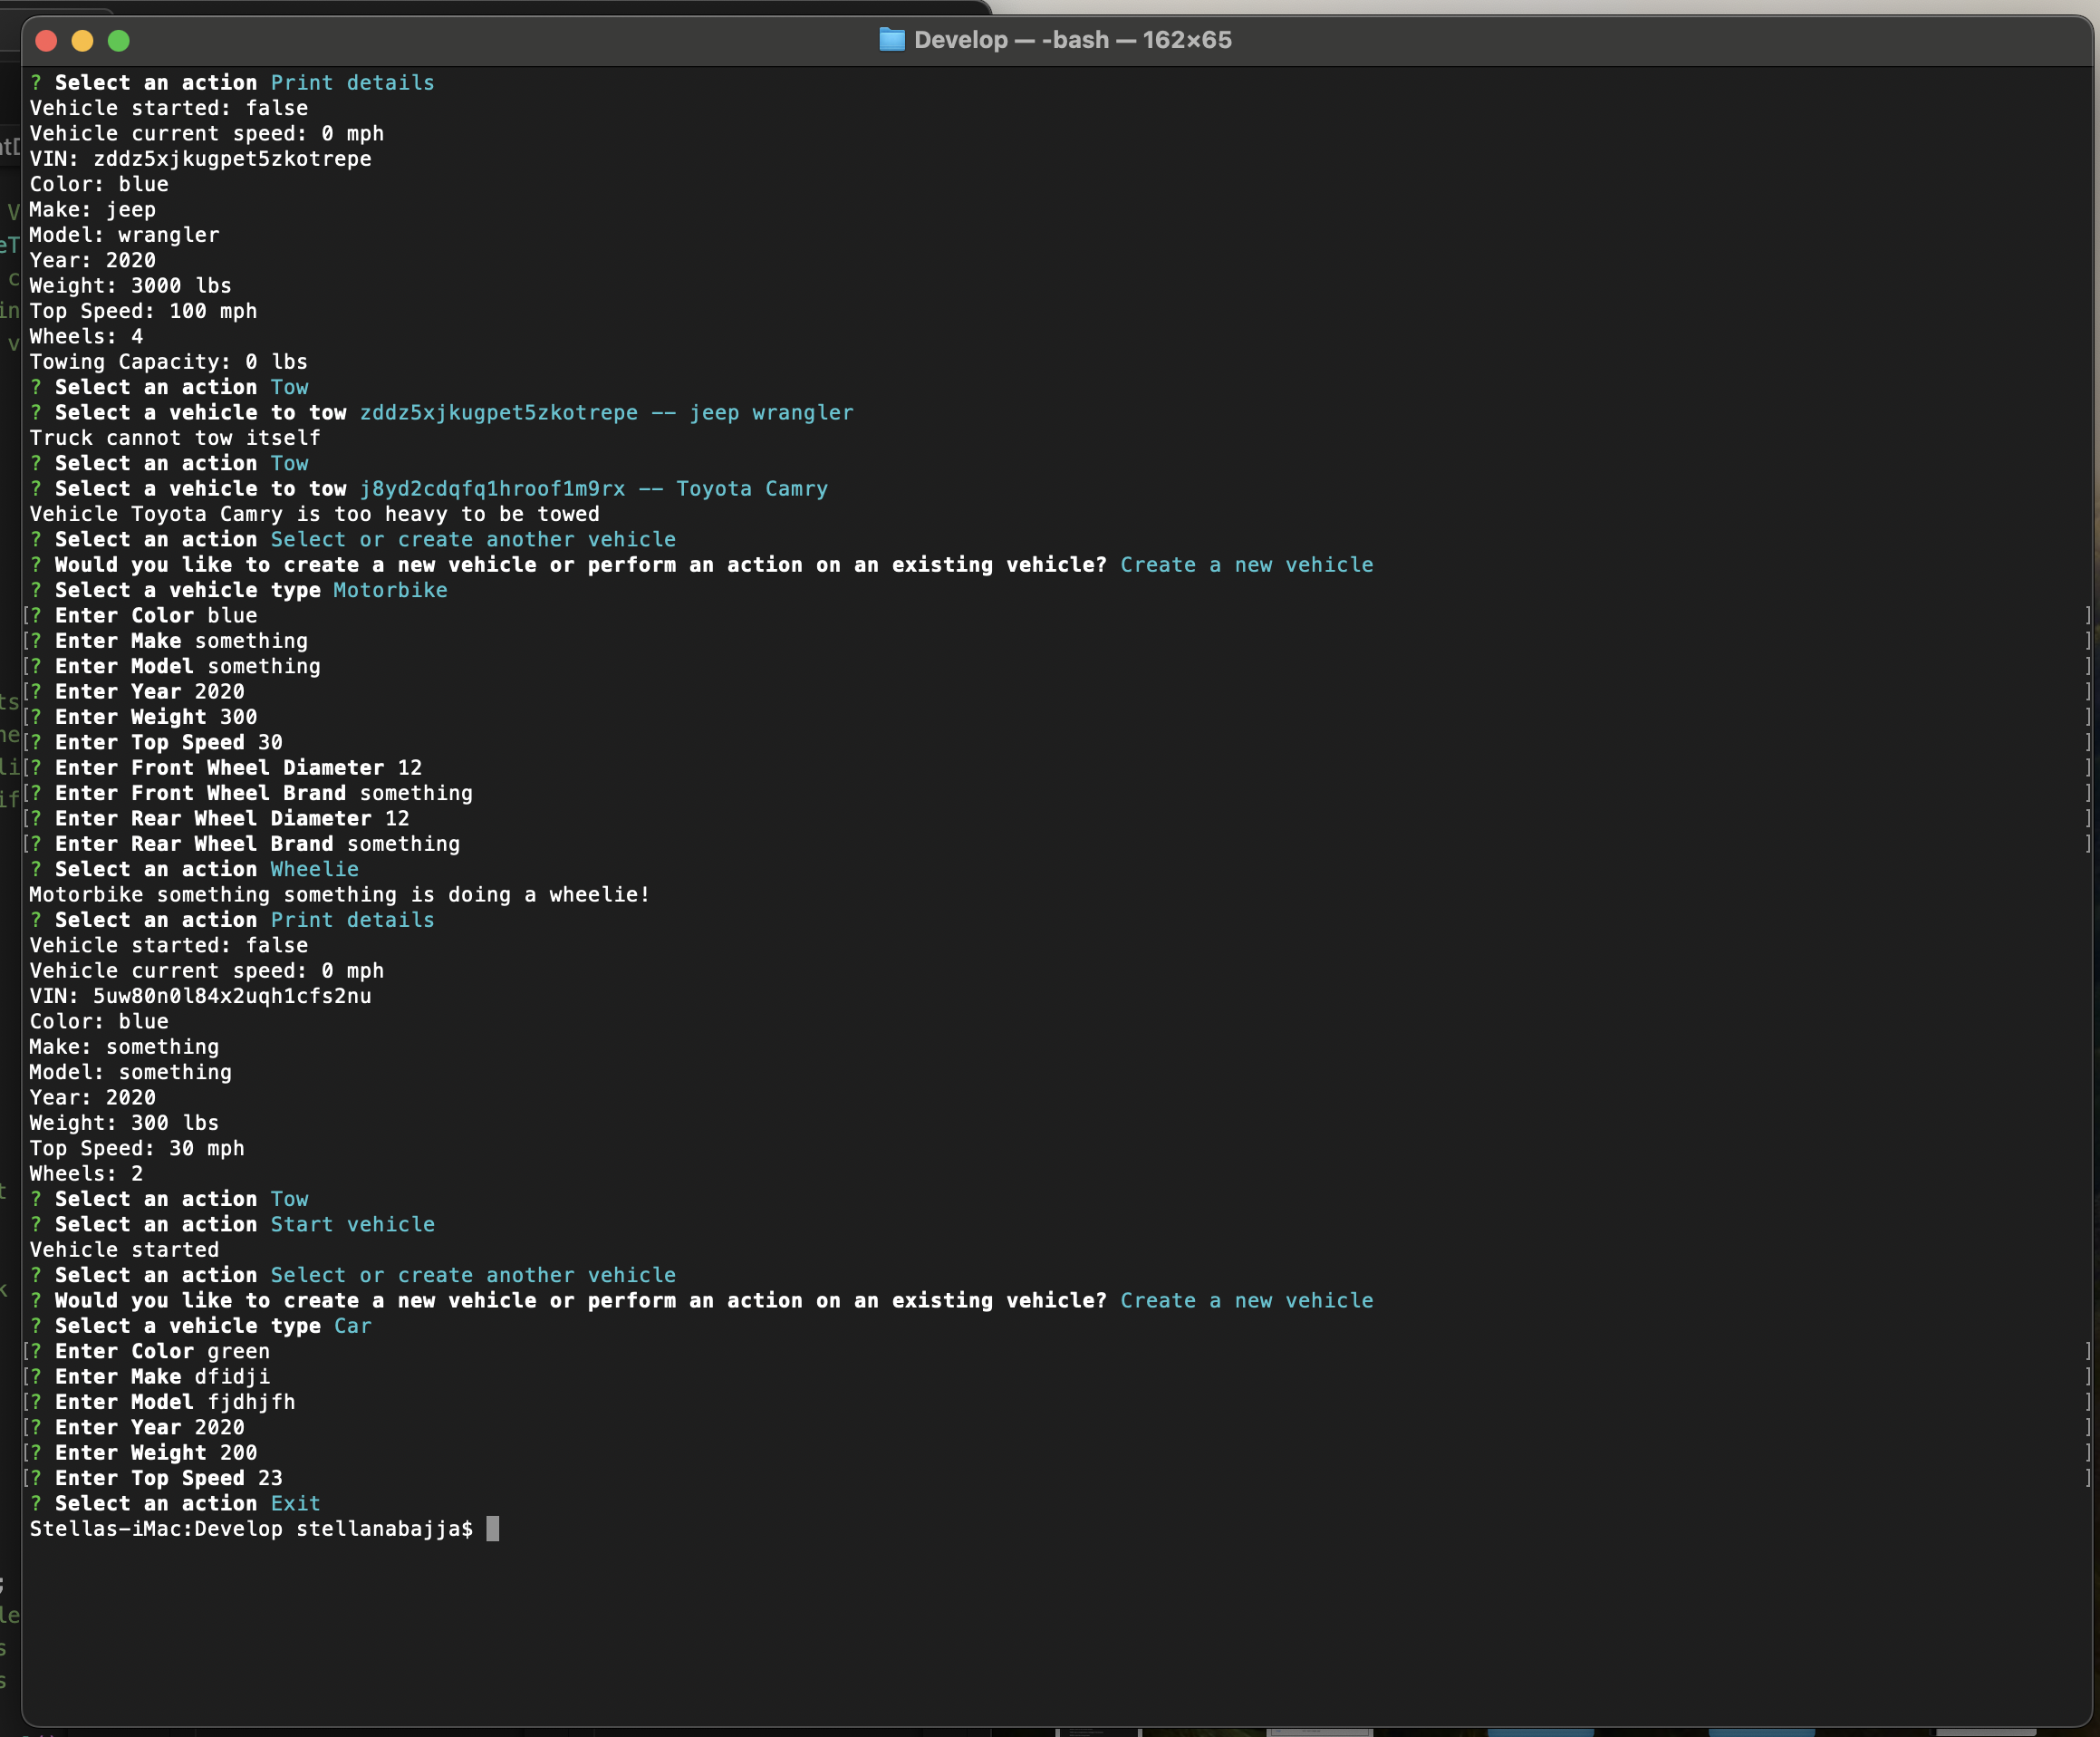 Develop — -bash — 162×65
? Select an action Print details
Vehicle started: false
Vehicle current speed: 0 mph
VIN: zddz5xjkugpet5zkotrepe
Color: blue
Make: jeep
Model: wrangler
Year: 2020
Weight: 3000 lbs
Top Speed: 100 mph
Wheels: 4
Towing Capacity: 0 lbs
? Select an action Tow
? Select a vehicle to tow zddz5xjkugpet5zkotrepe -- jeep wrangler
Truck cannot tow itself
? Select an action Tow
? Select a vehicle to tow j8yd2cdqfq1hroof1m9rx -- Toyota Camry
Vehicle Toyota Camry is too heavy to be towed
? Select an action Select or create another vehicle
? Would you like to create a new vehicle or perform an action on an existing vehicle? Create a new vehicle
? Select a vehicle type Motorbike
[? Enter Color blue ]
[? Enter Make something ]
[? Enter Model something ]
[? Enter Year 2020 ]
[? Enter Weight 300 ]
[? Enter Top Speed 30 ]
[? Enter Front Wheel Diameter 12 ]
[? Enter Front Wheel Brand something ]
[? Enter Rear Wheel Diameter 12 ]
[? Enter Rear Wheel Brand something ]
? Select an action Wheelie
Motorbike something something is doing a wheelie!
? Select an action Print details
Vehicle started: false
Vehicle current speed: 0 mph
VIN: 5uw80n0l84x2uqh1cfs2nu
Color: blue
Make: something
Model: something
Year: 2020
Weight: 300 lbs
Top Speed: 30 mph
Wheels: 2
? Select an action Tow
? Select an action Start vehicle
Vehicle started
? Select an action Select or create another vehicle
? Would you like to create a new vehicle or perform an action on an existing vehicle? Create a new vehicle
? Select a vehicle type Car
[? Enter Color green ]
[? Enter Make dfidji ]
[? Enter Model fjdhjfh ]
[? Enter Year 2020 ]
[? Enter Weight 200 ]
[? Enter Top Speed 23 ]
? Select an action Exit
Stellas-iMac:Develop stellanabajja$